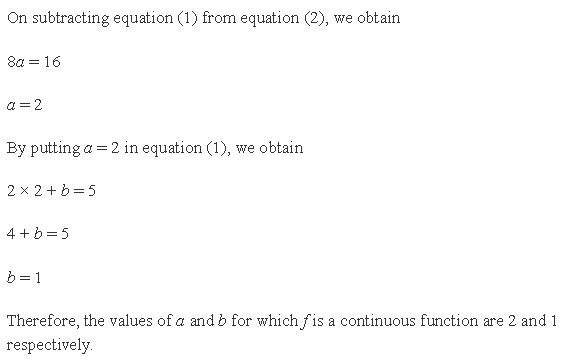 On subtracting equation (1) from equation (2), we obtain
8a = 16
a = 2
By putting a = 2 in equation (1), we obtain
2 × 2 + b = 5
4 + b = 5
b = 1
Therefore, the values of a and b for which f is a continuous function are 2 and 1
respectively.